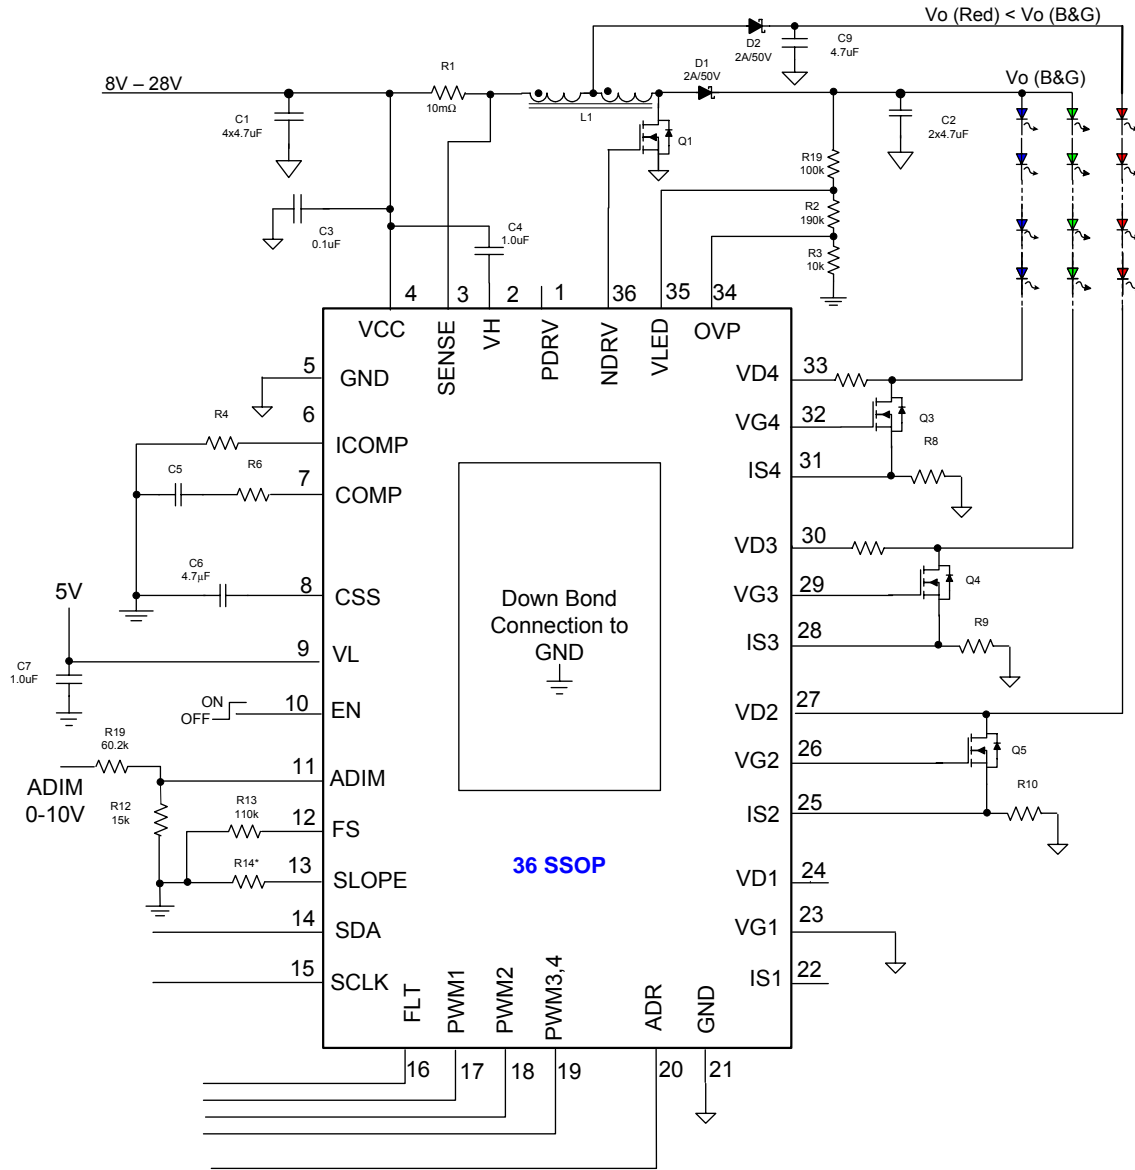 Vo (Red) < Vo (B&G)
D2
2A/50V
C9
4.7uF
8V – 28V
R1
10mΩ
D1
2A/50V
Vo (B&G)
L1
C1
4x4.7uF
Q1
C2
2x4.7uF
R19
100k
R2
190k
R3
10k
C3
0.1uF
C4
1.0uF
4
3
2
1
36
35
34
VCC
SENSE
VH
PDRV
NDRV
VLED
OVP
5
GND
6
R4
ICOMP
C5
R6
7
COMP
C6
4.7μF
8
CSS
5V
9
VL
C7
1.0uF
ON
OFF
10
EN
R19
60.2k
11
ADIM
ADIM
0-10V
R12
15k
R13
110k
12
FS
R14*
13
SLOPE
14
SDA
15
SCLK
Down Bond
Connection to
GND
36 SSOP
VD4
33
VG4
32
Q3
R8
IS4
31
VD3
30
VG3
29
Q4
R9
IS3
28
VD2
27
VG2
26
Q5
R10
IS2
25
VD1
24
VG1
23
IS1
22
FLT
PWM1
PWM2
PWM3,4
ADR
GND
16
17
18
19
20
21